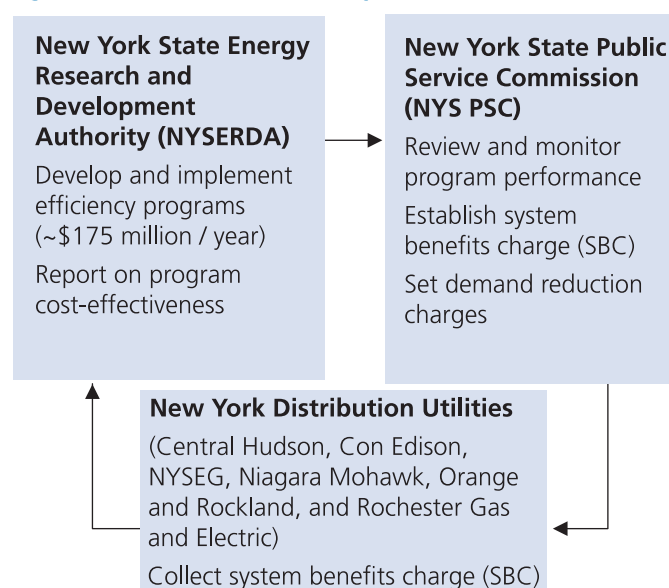 New York State Energy
Research and
Development
Authority (NYSERDA)
Develop and implement
efficiency programs
(~$175 million / year)
Report on program
cost-effectiveness
New York State Public
Service Commission
(NYS PSC)
Review and monitor
program performance
Establish system
benefits charge (SBC)
Set demand reduction
charges
New York Distribution Utilities
(Central Hudson, Con Edison,
NYSEG, Niagara Mohawk, Orange
and Rockland, and Rochester Gas
and Electric)
Collect system benefits charge (SBC)